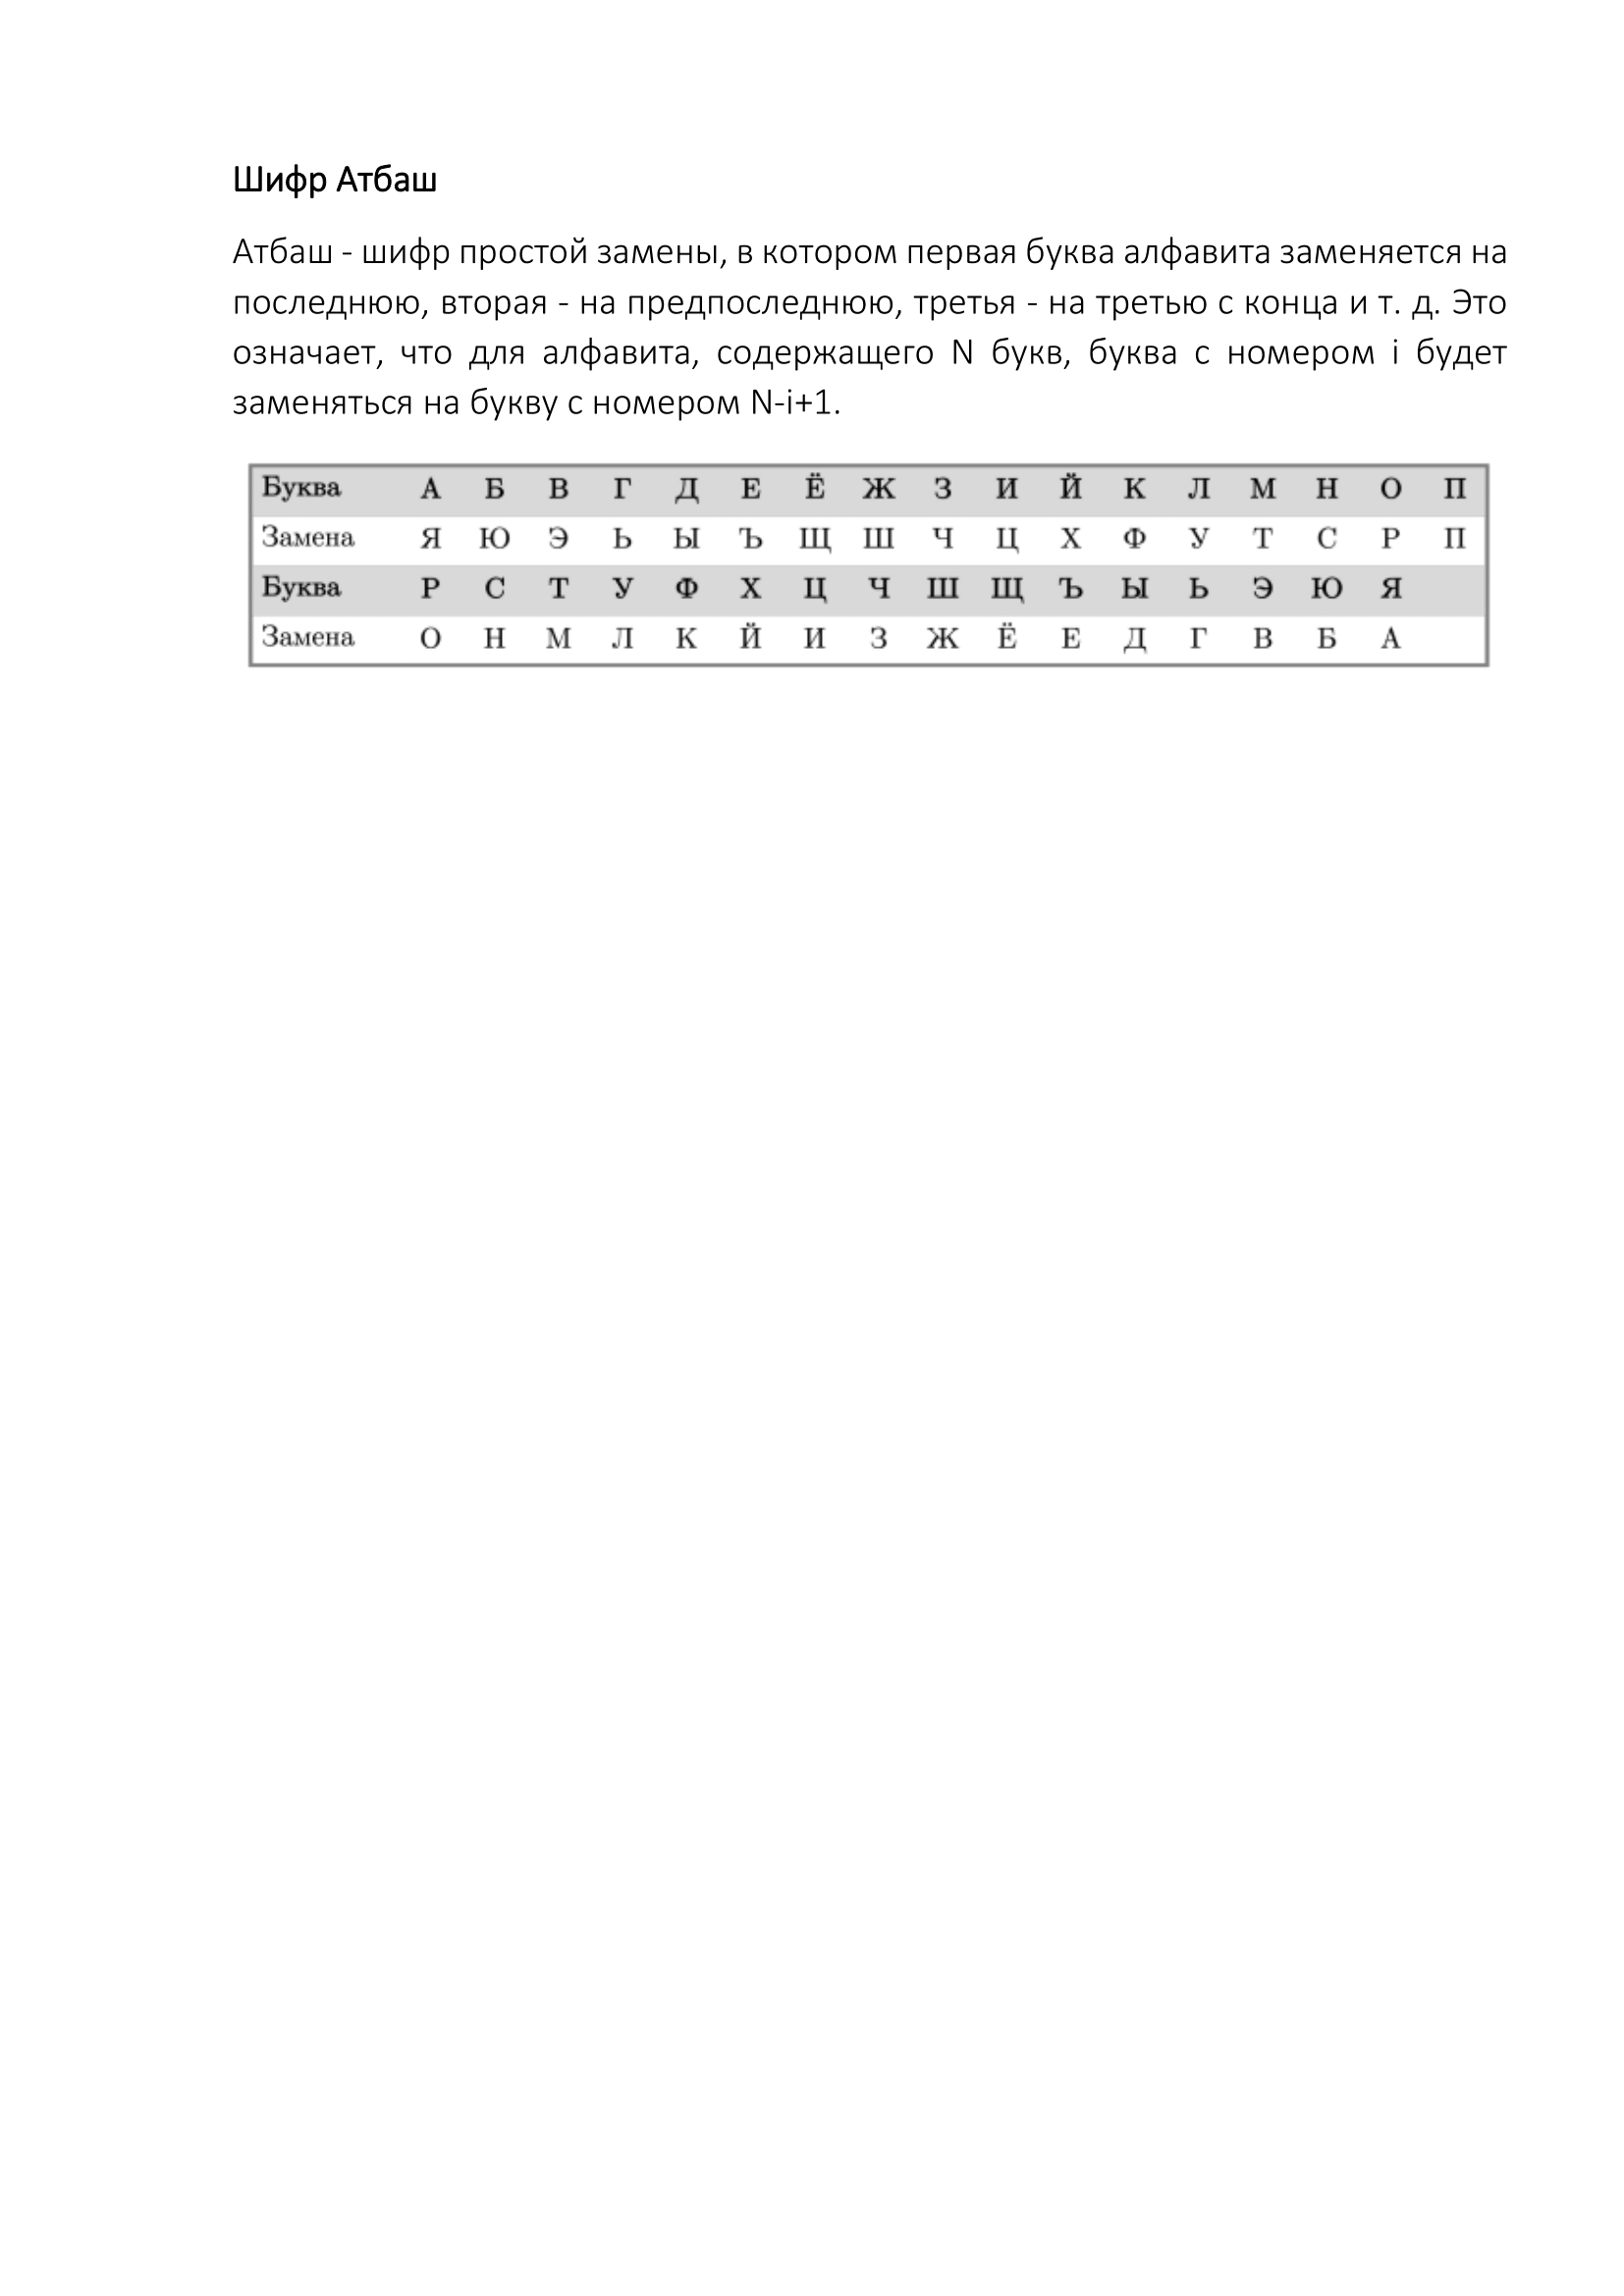 Шифр Атбаш
Атбаш - шифр простой замены, в котором первая буква алфавита заменяется на
последнюю, вторая - на предпоследнюю, третья - на третью с конца и т. д. Это
означает, что для алфавита, содержащего N букв, буква с номером i будет
заменяться на букву с номером N-i+1.
Буква А Б В Г Д Е Ё Ж З И Й К Л М Н О П
Замена Я Ю Э Ь Ы Ъ Щ Ш Ч Ц Х Ф У Т С Р П
Буква Р С Т У Ф Х Ц Ч Ш Щ Ъ Ы Ь Э Ю Я
Замена О Н М Л К Й И З Ж Ё Е Д Г В Б А